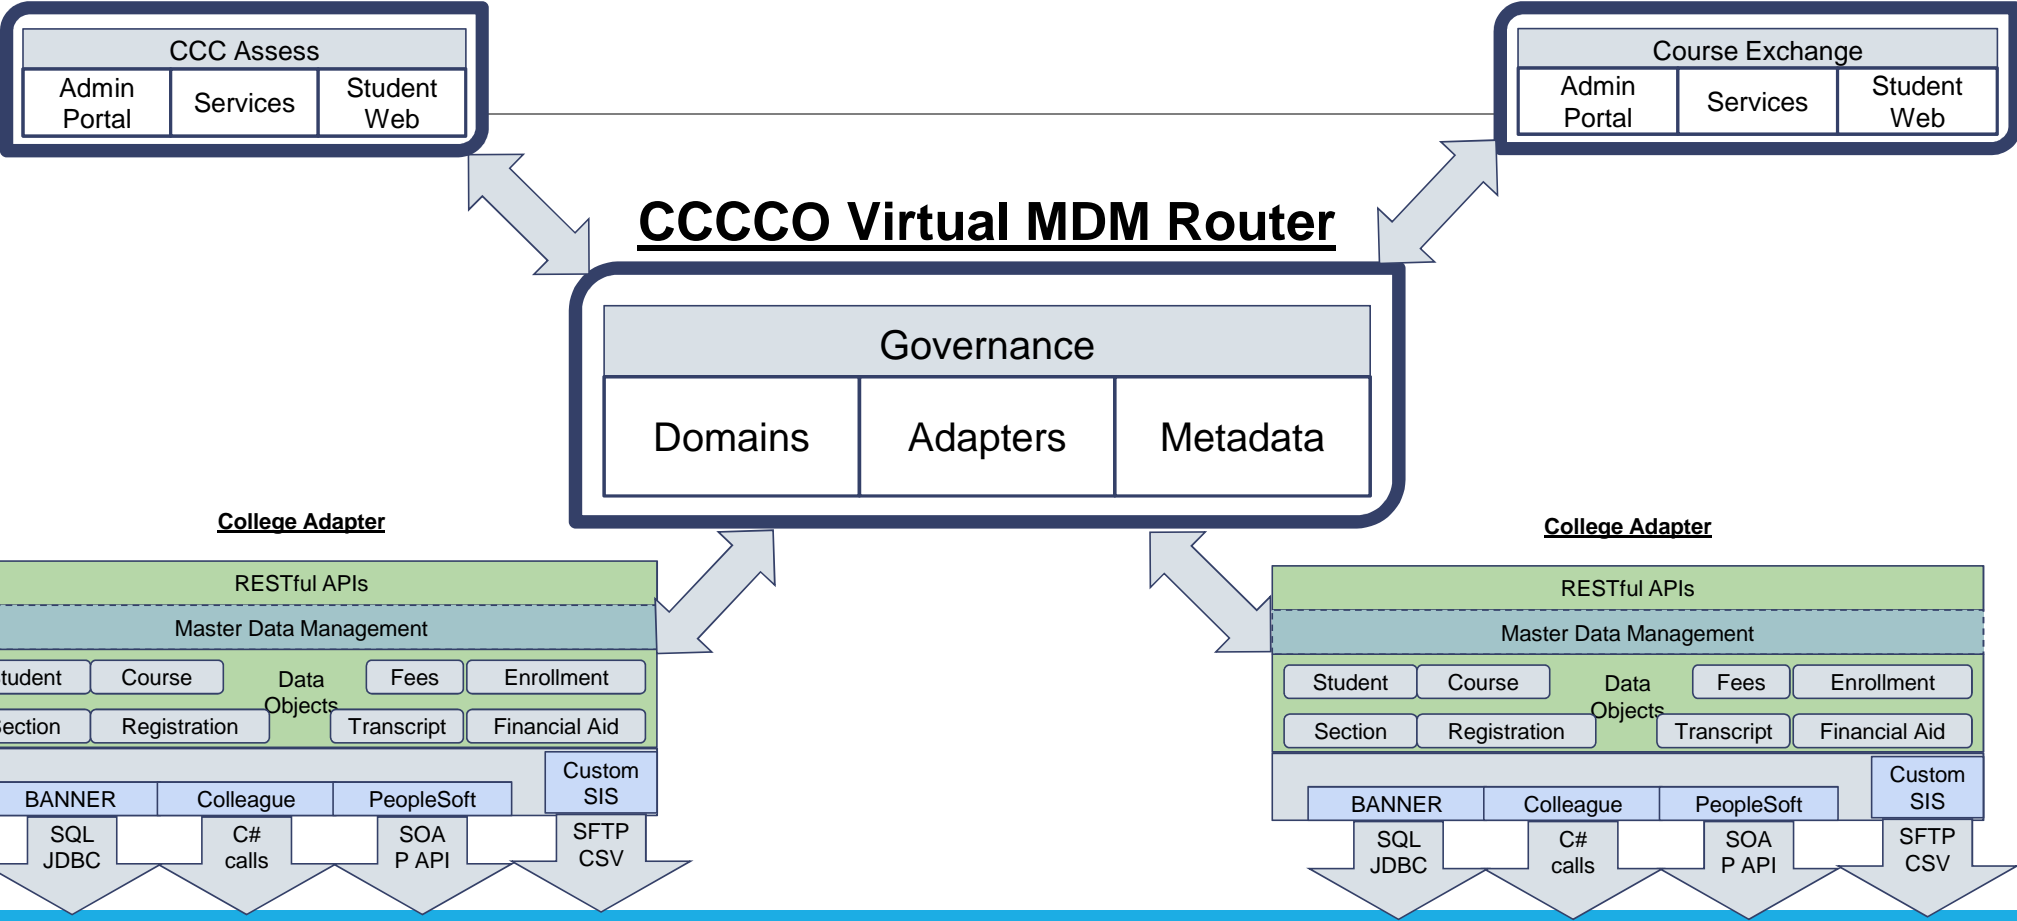 CCC Assess
Admin
Portal
Services
Student
Web
Course Exchange
Admin
Portal
Services
Student
Web
CCCCO Virtual MDM Router
Governance
Domains
Adapters
Metadata
College Adapter
RESTful APIs
Master Data Management
tudent
Course
Data
Objects
Fees
Enrollment
ection
Registration
Transcript
Financial Aid
BANNER
Colleague
PeopleSoft
Custom
SIS
SQL
JDBC
C#
calls
SOA
P API
SFTP
CSV
College Adapter
RESTful APIs
Master Data Management
Student
Course
Data
Objects
Fees
Enrollment
Section
Registration
Transcript
Financial Aid
BANNER
Colleague
PeopleSoft
Custom
SIS
SQL
JDBC
C#
calls
SOA
P API
SFTP
CSV